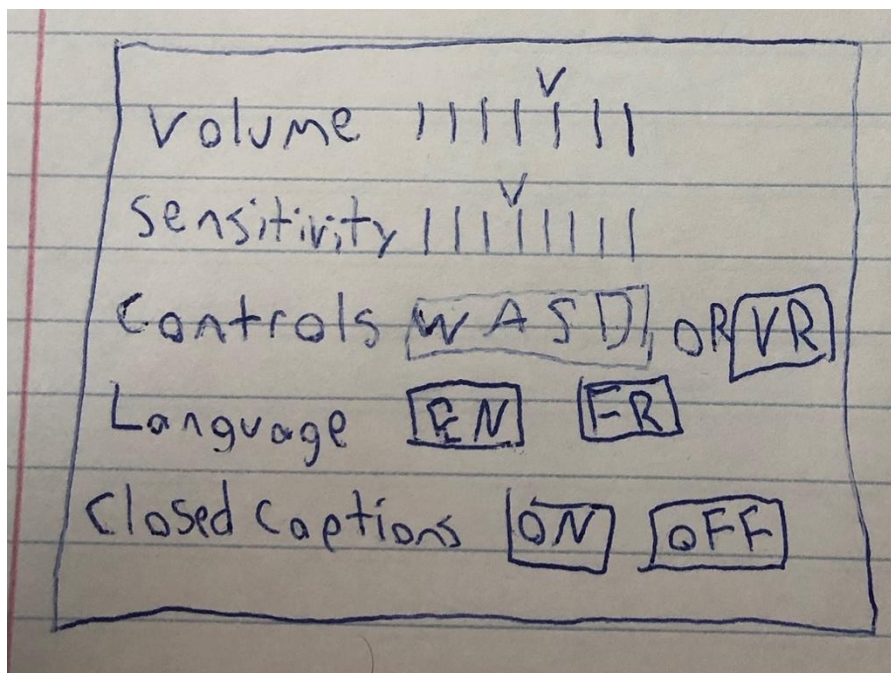 Volume
Sensitivity
Controls WASD OR VR
Language EN FR
Closed Captions ON OFF